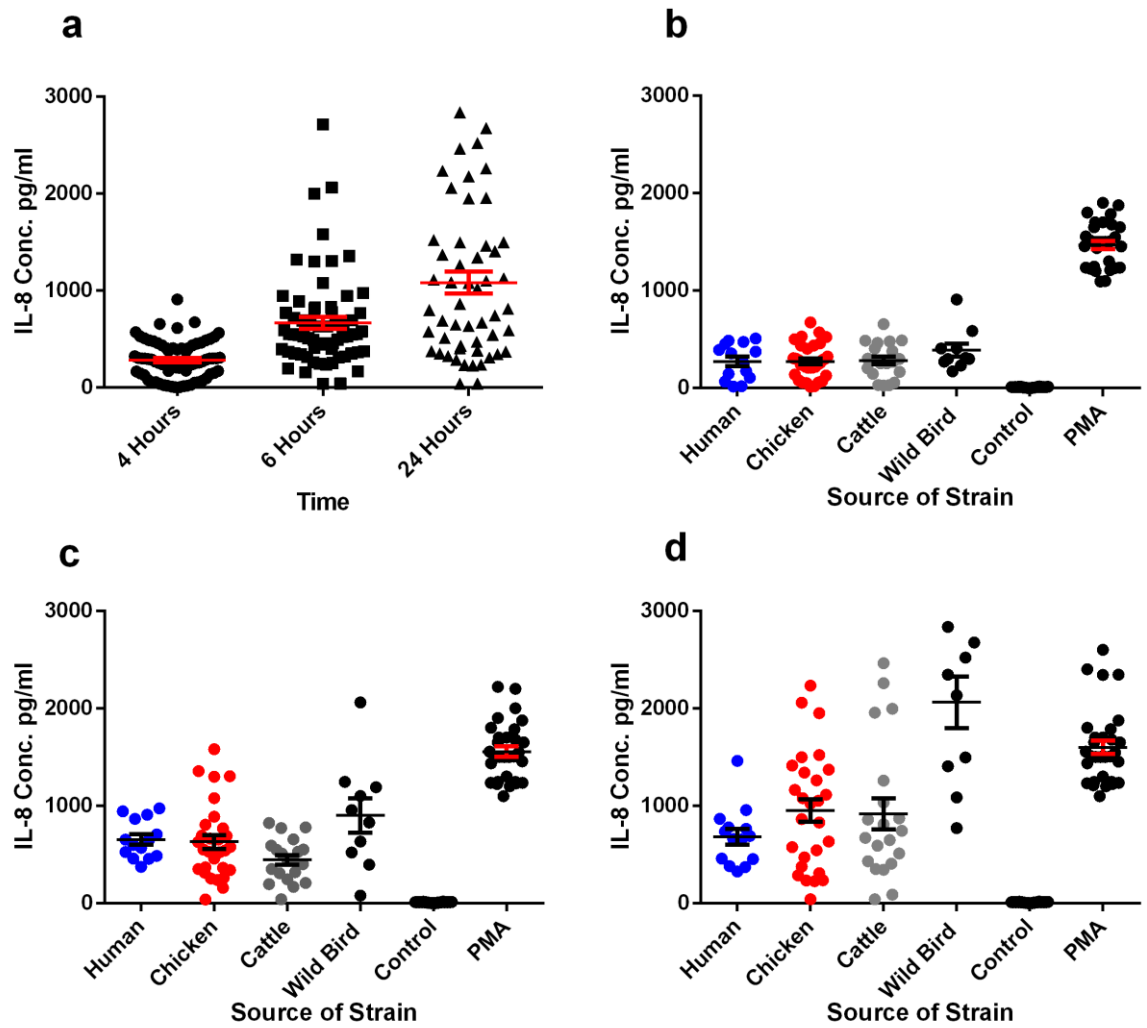 a
IL-8 Conc. pg/ml
3000
2000
1000
0
4 Hours
6 Hours
24 Hours
Time
b
IL-8 Conc. pg/ml
3000
2000
1000
0
Human
Chicken
Cattle
Wild Bird
Control
PMA
Source of Strain
c
IL-8 Conc. pg/ml
3000
2000
1000
0
Human
Chicken
Cattle
Wild Bird
Control
PMA
Source of Strain
d
IL-8 Conc. pg/ml
3000
2000
1000
0
Human
Chicken
Cattle
Wild Bird
Control
PMA
Source of Strain